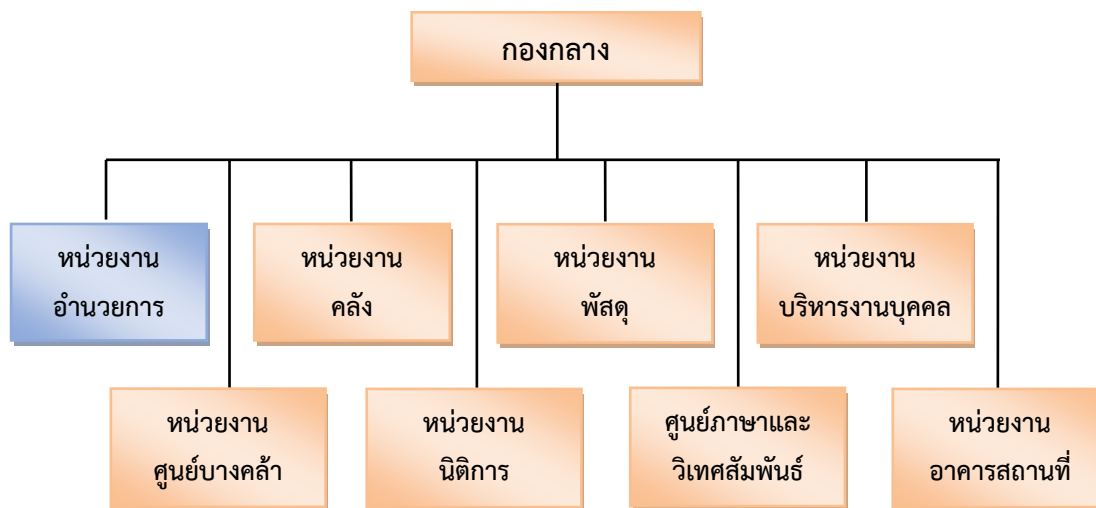 กองกลาง
หน่วยงาน
อำนวยการ
หน่วยงาน
คลัง
หน่วยงาน
พัสดุ
หน่วยงาน
บริหารงานบุคคล
หน่วยงาน
ศูนย์บางคล้า
หน่วยงาน
นิติการ
ศูนย์ภาษาและ
วิเทศสัมพันธ์
หน่วยงาน
อาคารสถานที่